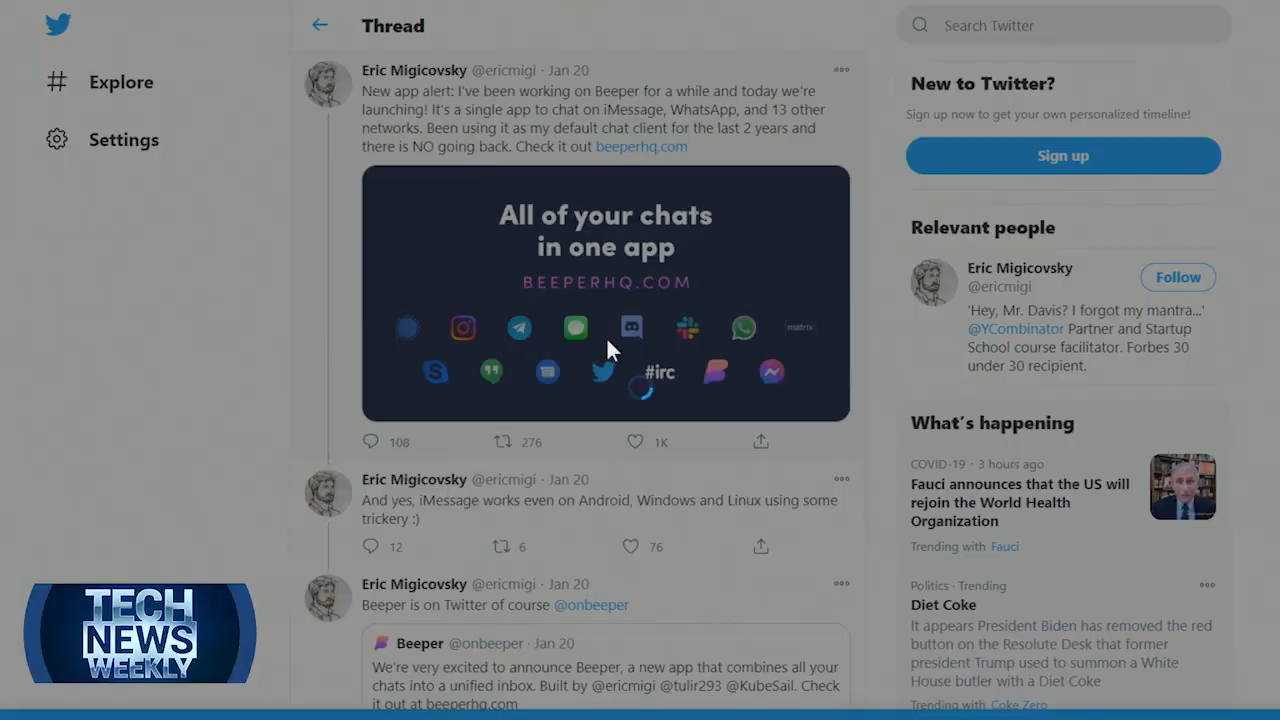 Explore
Settings
Thread
Eric Migicovsky @ericmigi · Jan 20
New app alert: I've been working on Beeper for a while and today we're
launching! It's a single app to chat on iMessage, WhatsApp, and 13 other
networks. Been using it as my default chat client for the last 2 years and
there is NO going back. Check it out beeperhq.com
All of your chats
in one app
BEEPERHQ.COM
matrix
#irc
108 276 1K
Eric Migicovsky @ericmigi · Jan 20
And yes, iMessage works even on Android, Windows and Linux using some
trickery :)
12 6 76
Eric Migicovsky @ericmigi · Jan 20
Beeper is on Twitter of course @onbeeper
Beeper @onbeeper · Jan 20
We're very excited to announce Beeper, a new app that combines all your
chats into a unified inbox. Built by @ericmigi @tulir293 @KubeSail. Check
it out at beeperhq.com
Search Twitter
New to Twitter?
Sign up now to get your own personalized timeline!
Sign up
Relevant people
Eric Migicovsky
@ericmigi
Follow
'Hey, Mr. Davis? I forgot my mantra...'
@YCombinator Partner and Startup
School course facilitator. Forbes 30
under 30 recipient.
What's happening
COVID-19 · 3 hours ago
Fauci announces that the US will
rejoin the World Health
Organization
Trending with Fauci
Politics · Trending
Diet Coke
It appears President Biden has removed the red
button on the Resolute Desk that former
president Trump used to summon a White
House butler with a Diet Coke
Trending with Coke Zero
TECH
NEWS
WEEKLY